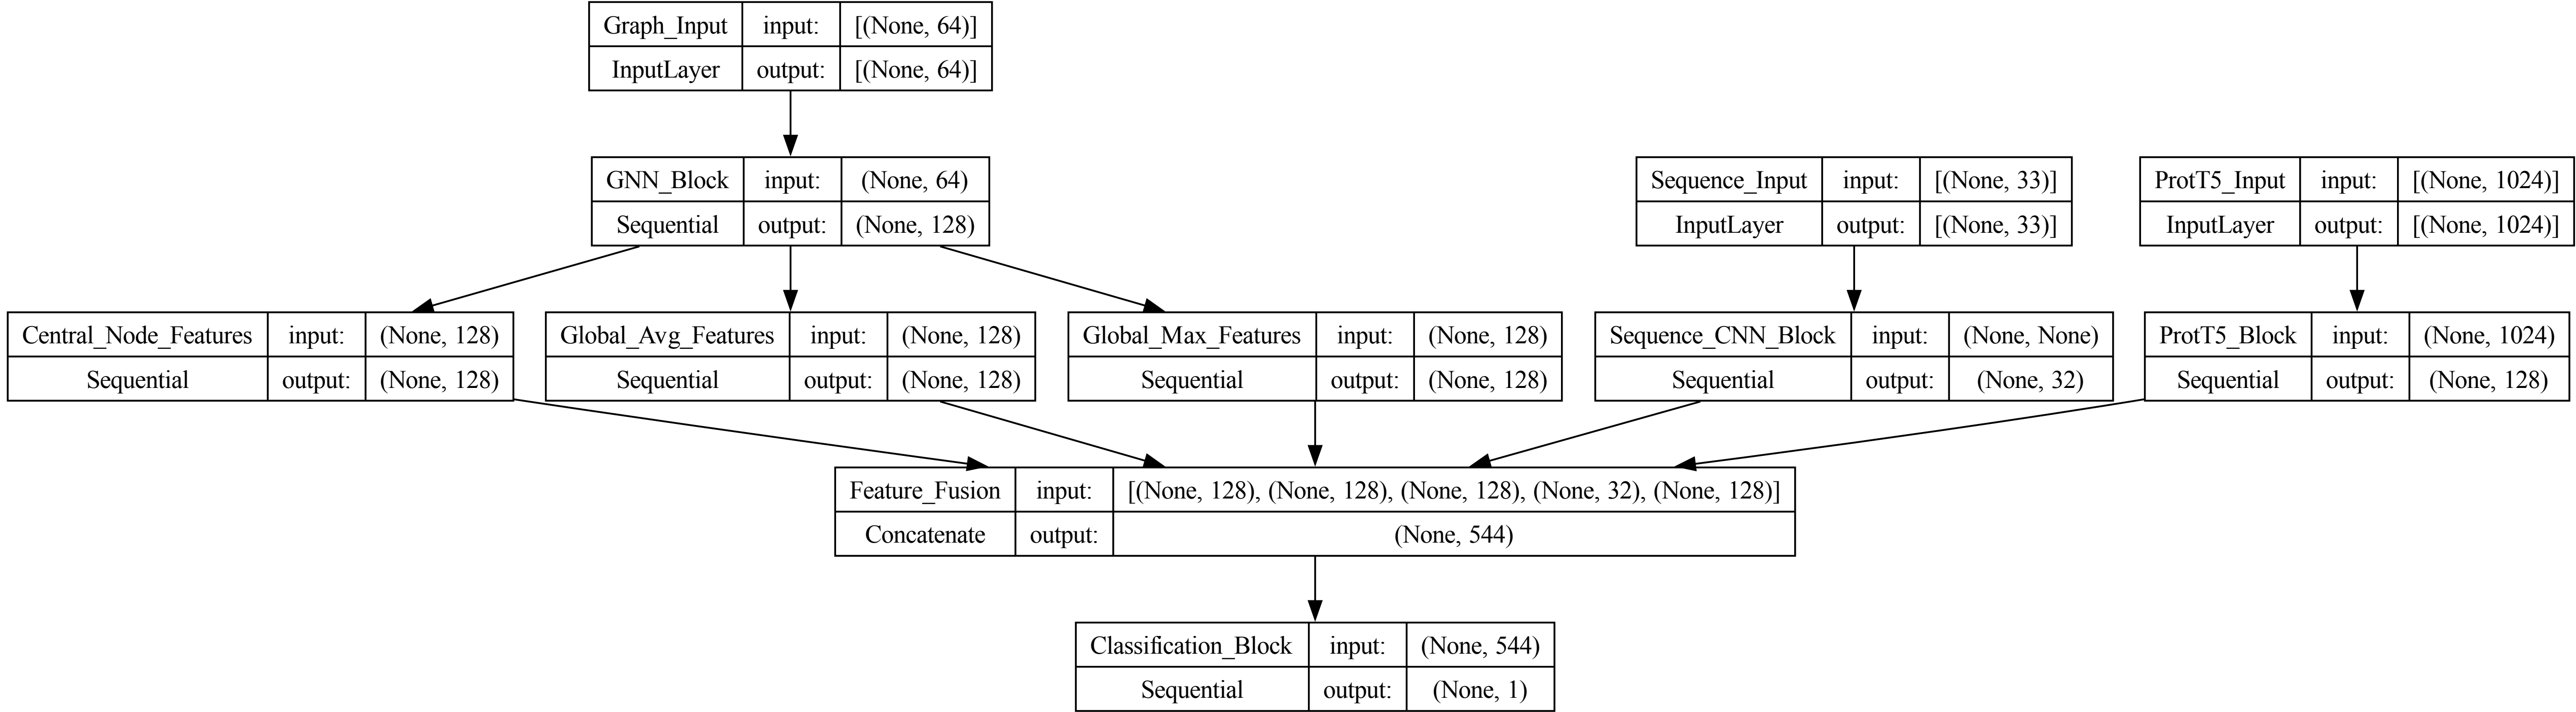 Graph_Input input: [(None, 64)]
InputLayer output: [(None, 64)]
GNN_Block input: (None, 64)
Sequential output: (None, 128)
Sequence_Input input: [(None, 33)]
InputLayer output: [(None, 33)]
ProtT5_Input input: [(None, 1024)]
InputLayer output: [(None, 1024)]
Central_Node_Features input: (None, 128)
Sequential output: (None, 128)
Global_Avg_Features input: (None, 128)
Sequential output: (None, 128)
Global_Max_Features input: (None, 128)
Sequential output: (None, 128)
Sequence_CNN_Block input: (None, None)
Sequential output: (None, 32)
ProtT5_Block input: (None, 1024)
Sequential output: (None, 128)
Feature_Fusion input: [(None, 128), (None, 128), (None, 128), (None, 32), (None, 128)]
Concatenate output: (None, 544)
Classification_Block input: (None, 544)
Sequential output: (None, 1)